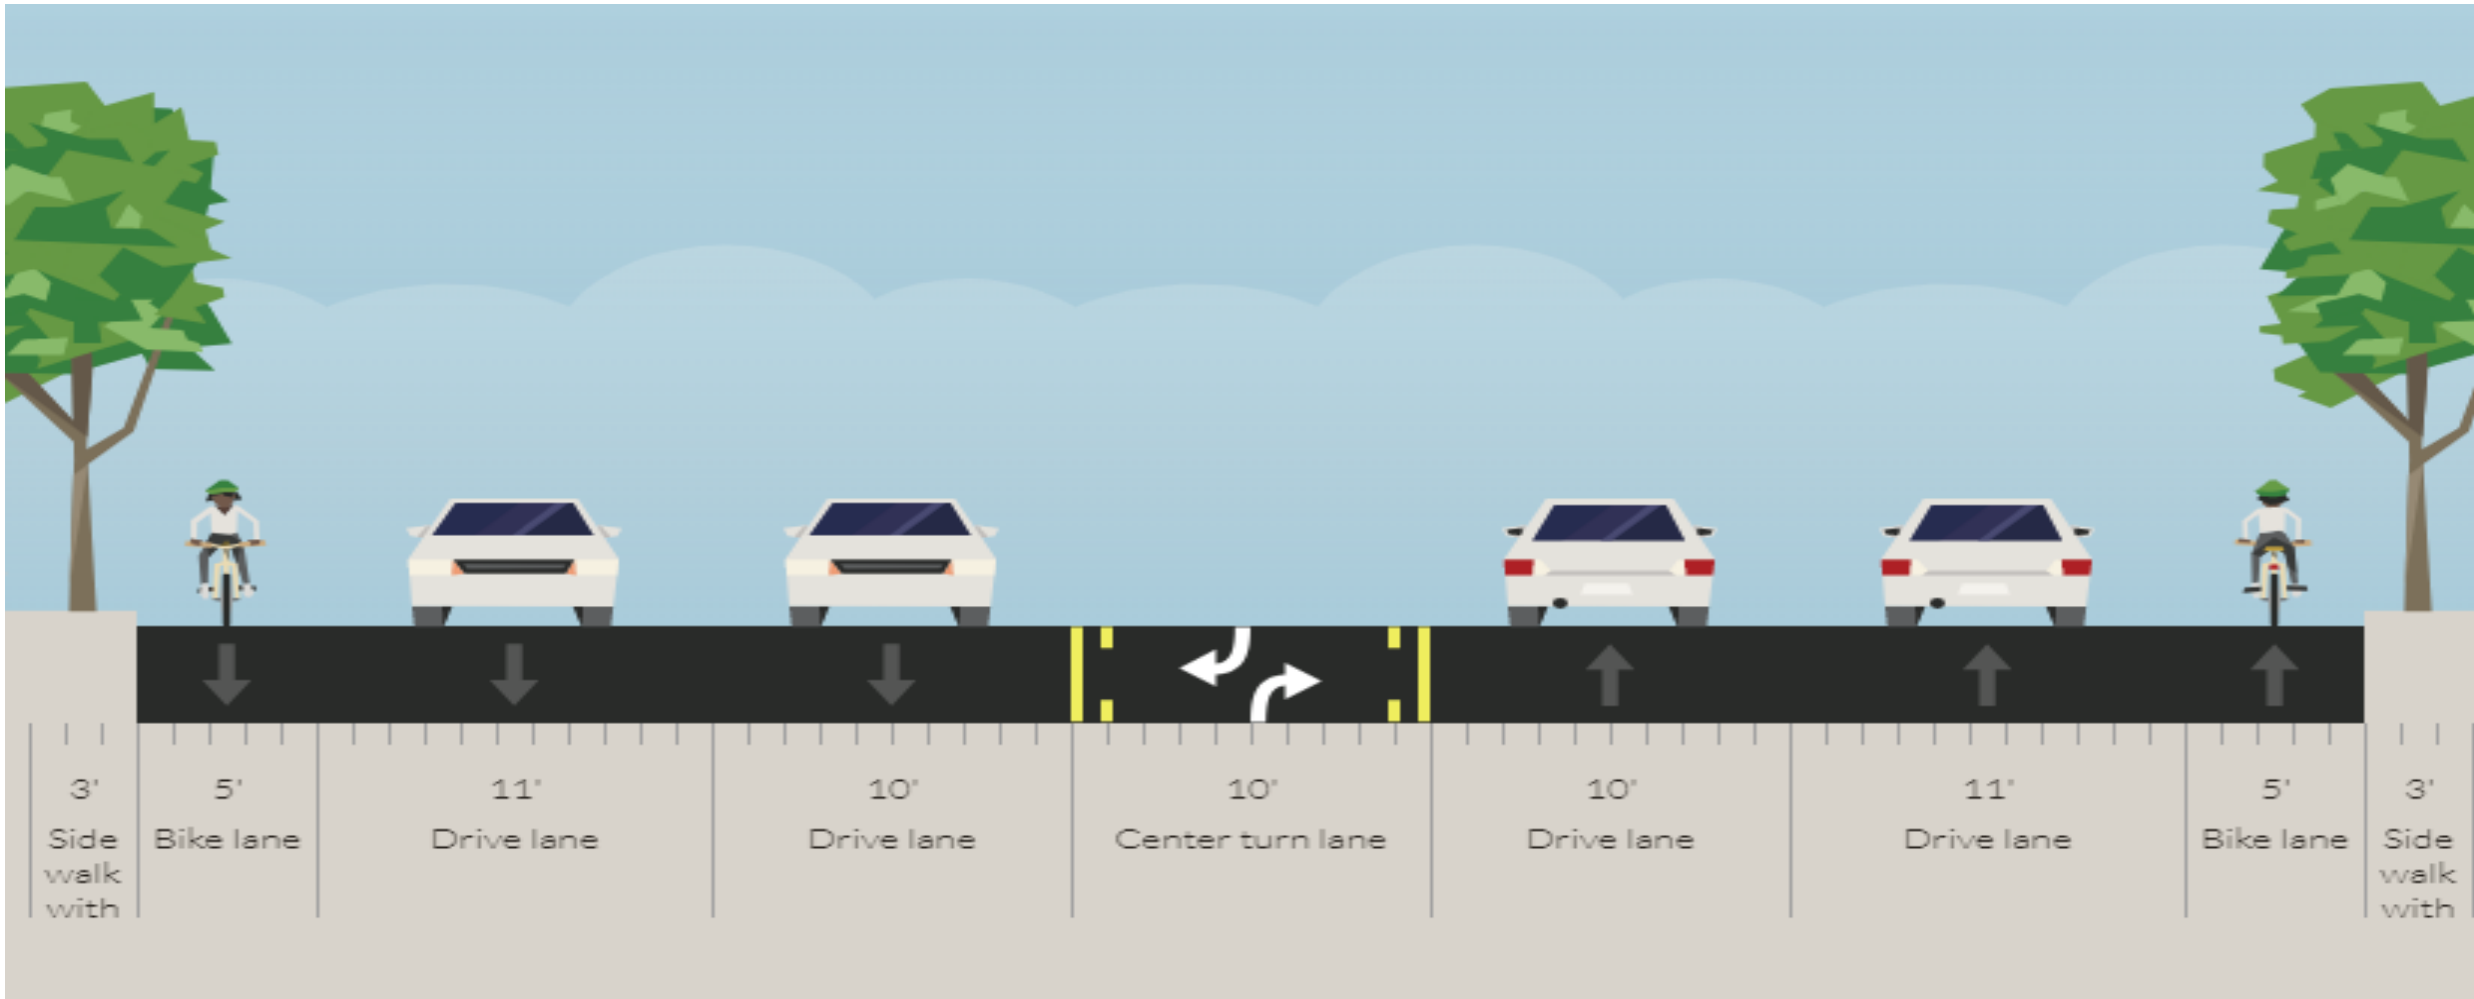 3' 5' 11' 10' 10' 10' 11' 5' 3'
Side Bike lane Drive lane Drive lane Center turn lane Drive lane Drive lane Bike lane Side
walk walk
with with